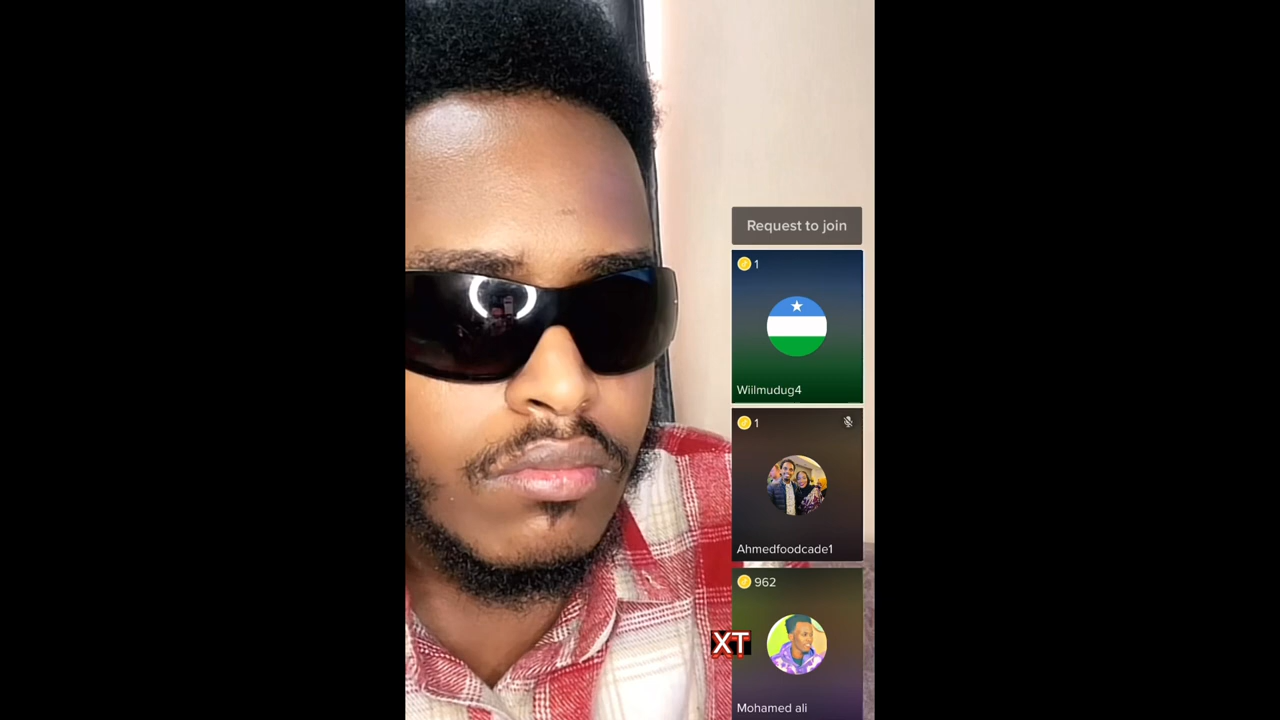 Request to join
1
Wiilmudug4
1
Ahmedfoodcade1
962
XT
Mohamed ali